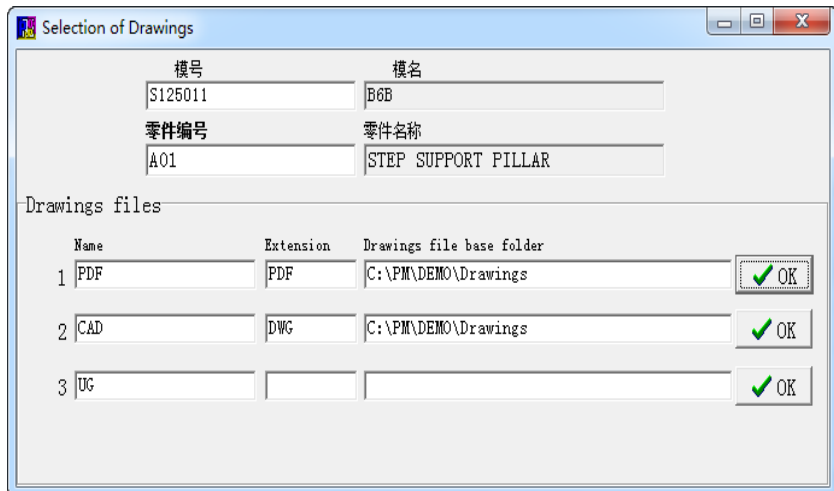 Selection of Drawings
模号 模名
S125011 B6B
零件编号 零件名称
A01 STEP SUPPORT PILLAR
Drawings files
Name Extension Drawings file base folder
1 PDF PDF C:\PM\DEMO\Drawings OK
2 CAD DWG C:\PM\DEMO\Drawings OK
3 UG OK